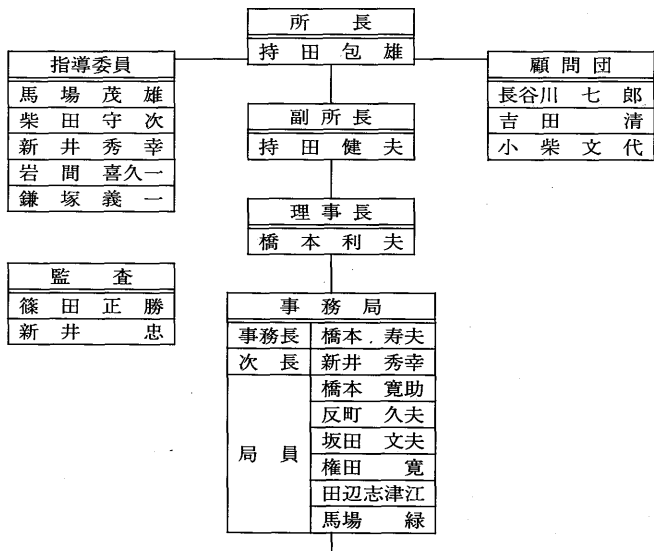 所長
持田包雄
指導委員
馬場茂雄
柴田守次
新井秀幸
岩間喜久一
鎌塚義一
顧問団
長谷川七郎
吉田清
小柴文代
副所長
持田健夫
理事長
橋本利夫
監査
篠田正勝
新井忠
事務局
事務長 橋本寿夫
次長 新井秀幸
局員 橋本寛助
反町久夫
坂田文夫
権田寛
田辺志津江
馬場緑